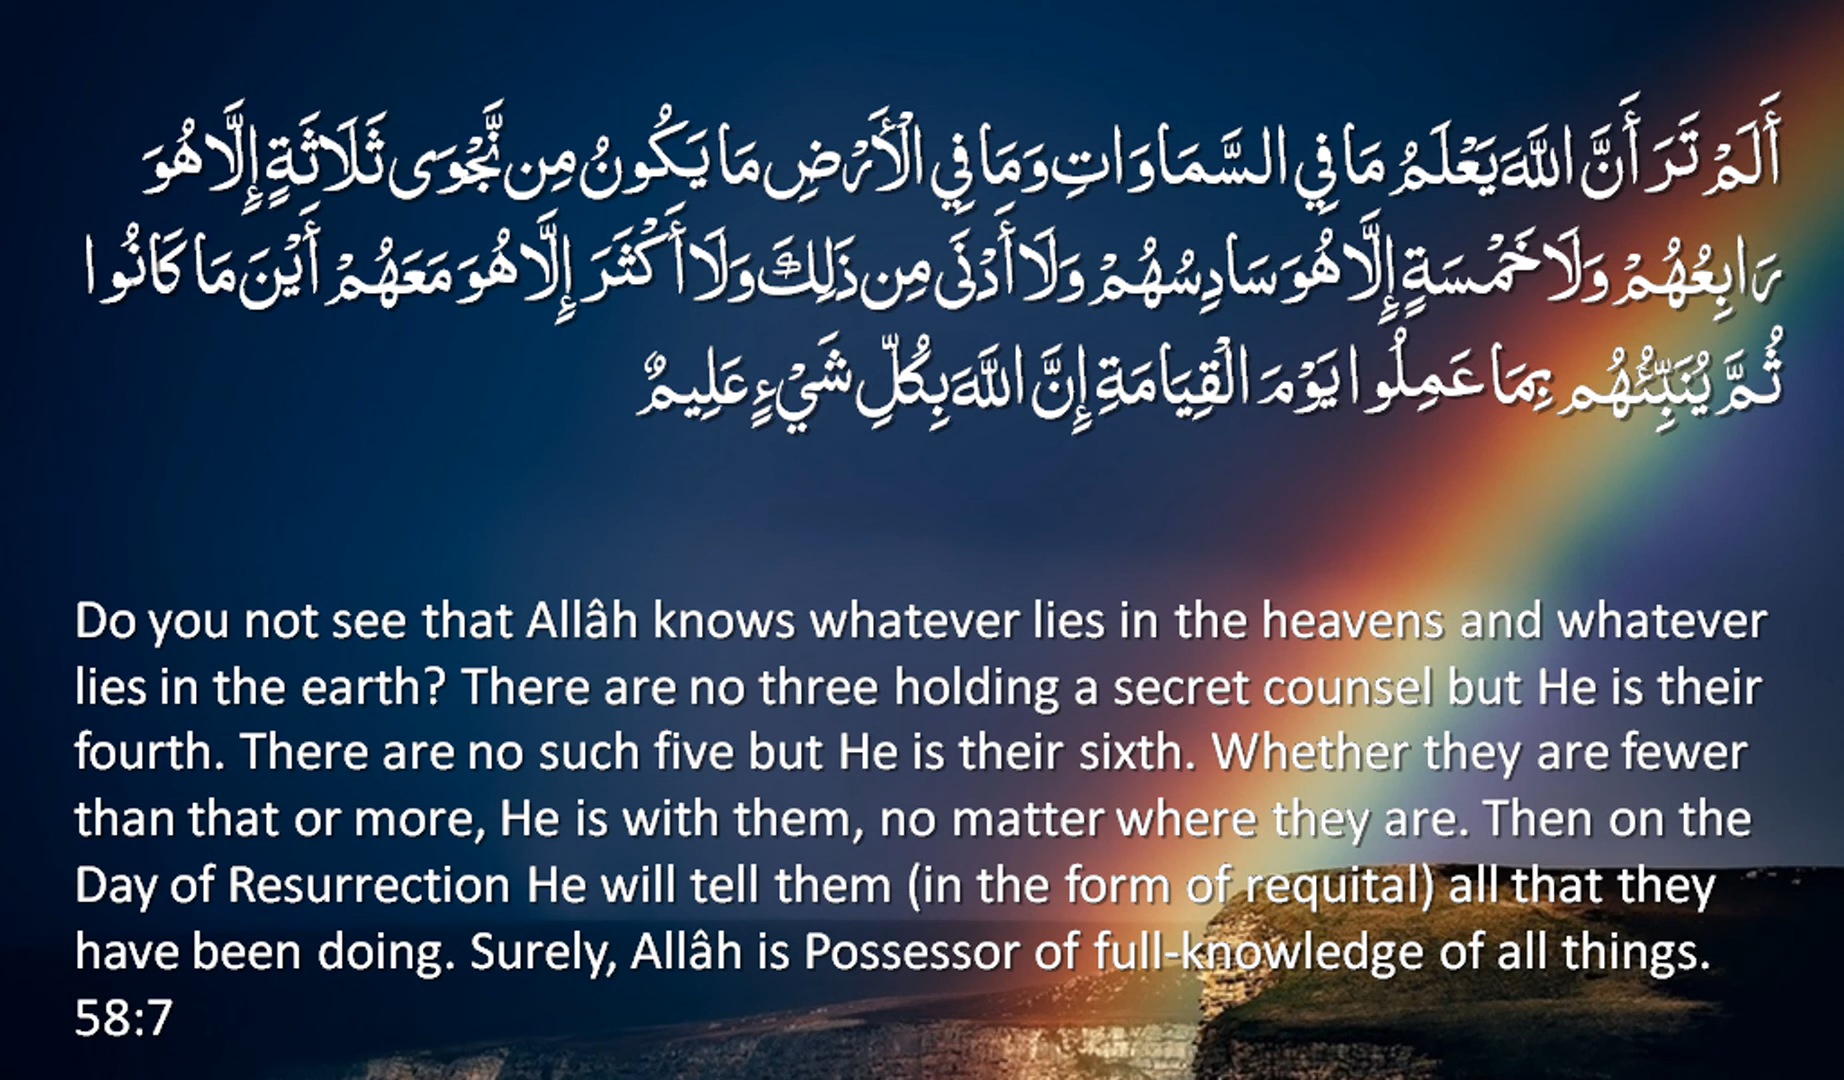 أَلَمْ تَرَ أَنَّ اللَّهَ يَعْلَمُ مَا فِي السَّمَاوَاتِ وَمَا فِي الْأَرْضِ مَا يَكُونُ مِن نَّجْوَى ثَلَاثَةٍ إِلَّا هُوَ
رَابِعُهُمْ وَلَا خَمْسَةٍ إِلَّا هُوَ سَادِسُهُمْ وَلَا أَدْنَى مِن ذَلِكَ وَلَا أَكْثَرَ إِلَّا هُوَ مَعَهُمْ أَيْنَ مَا كَانُوا
ثُمَّ يُنَبِّئُهُم بِمَا عَمِلُوا يَوْمَ الْقِيَامَةِ إِنَّ اللَّهَ بِكُلِّ شَيْءٍ عَلِيمٌ
Do you not see that Allâh knows whatever lies in the heavens and whatever
lies in the earth? There are no three holding a secret counsel but He is their
fourth. There are no such five but He is their sixth. Whether they are fewer
than that or more, He is with them, no matter where they are. Then on the
Day of Resurrection He will tell them (in the form of requital) all that they
have been doing. Surely, Allâh is Possessor of full-knowledge of all things.
58:7